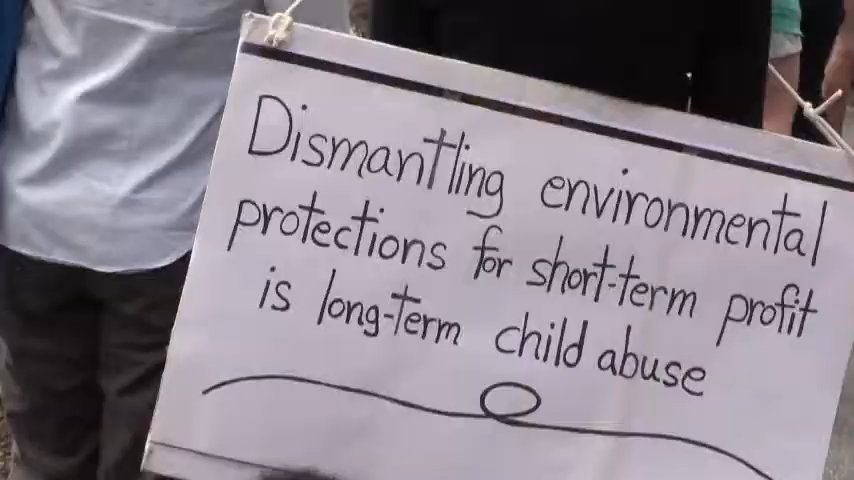 Dismantling environmental
protections for short-term profit
is long-term child abuse